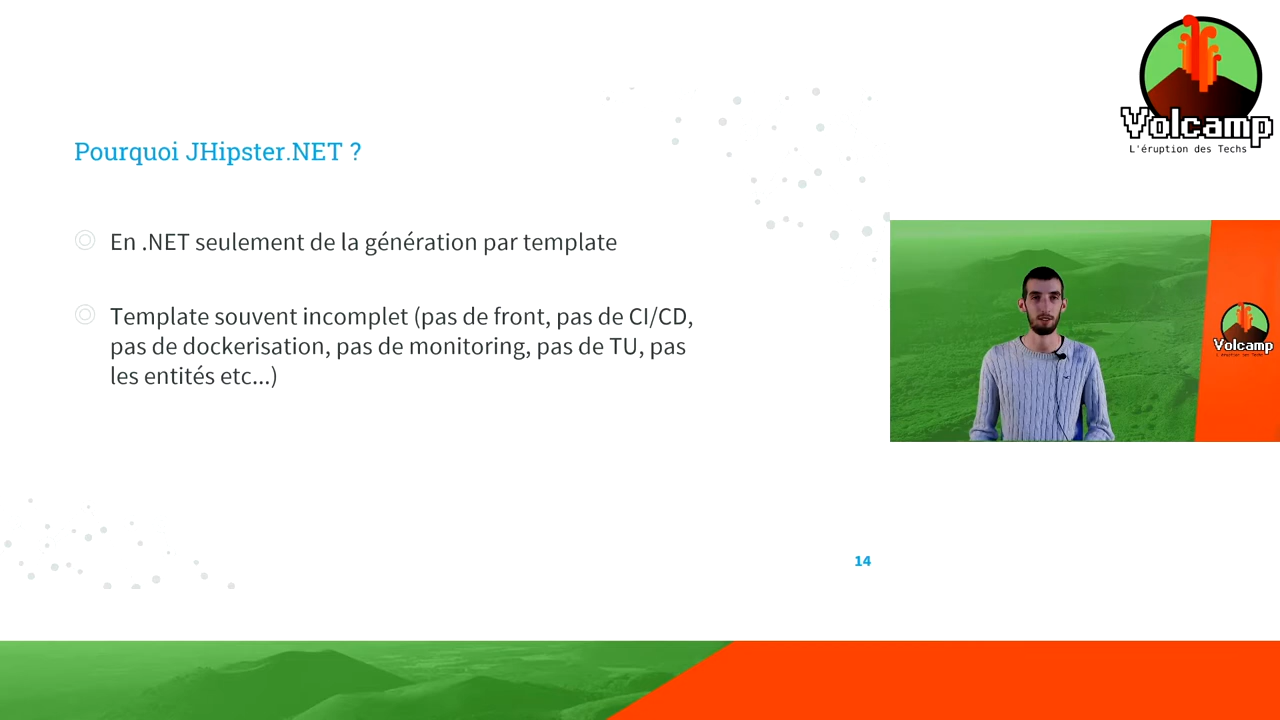 Volcamp
L'éruption des Techs
Pourquoi JHipster.NET ?
En .NET seulement de la génération par template
Template souvent incomplet (pas de front, pas de CI/CD,
pas de dockerisation, pas de monitoring, pas de TU, pas
les entités etc...)
Volcamp
14